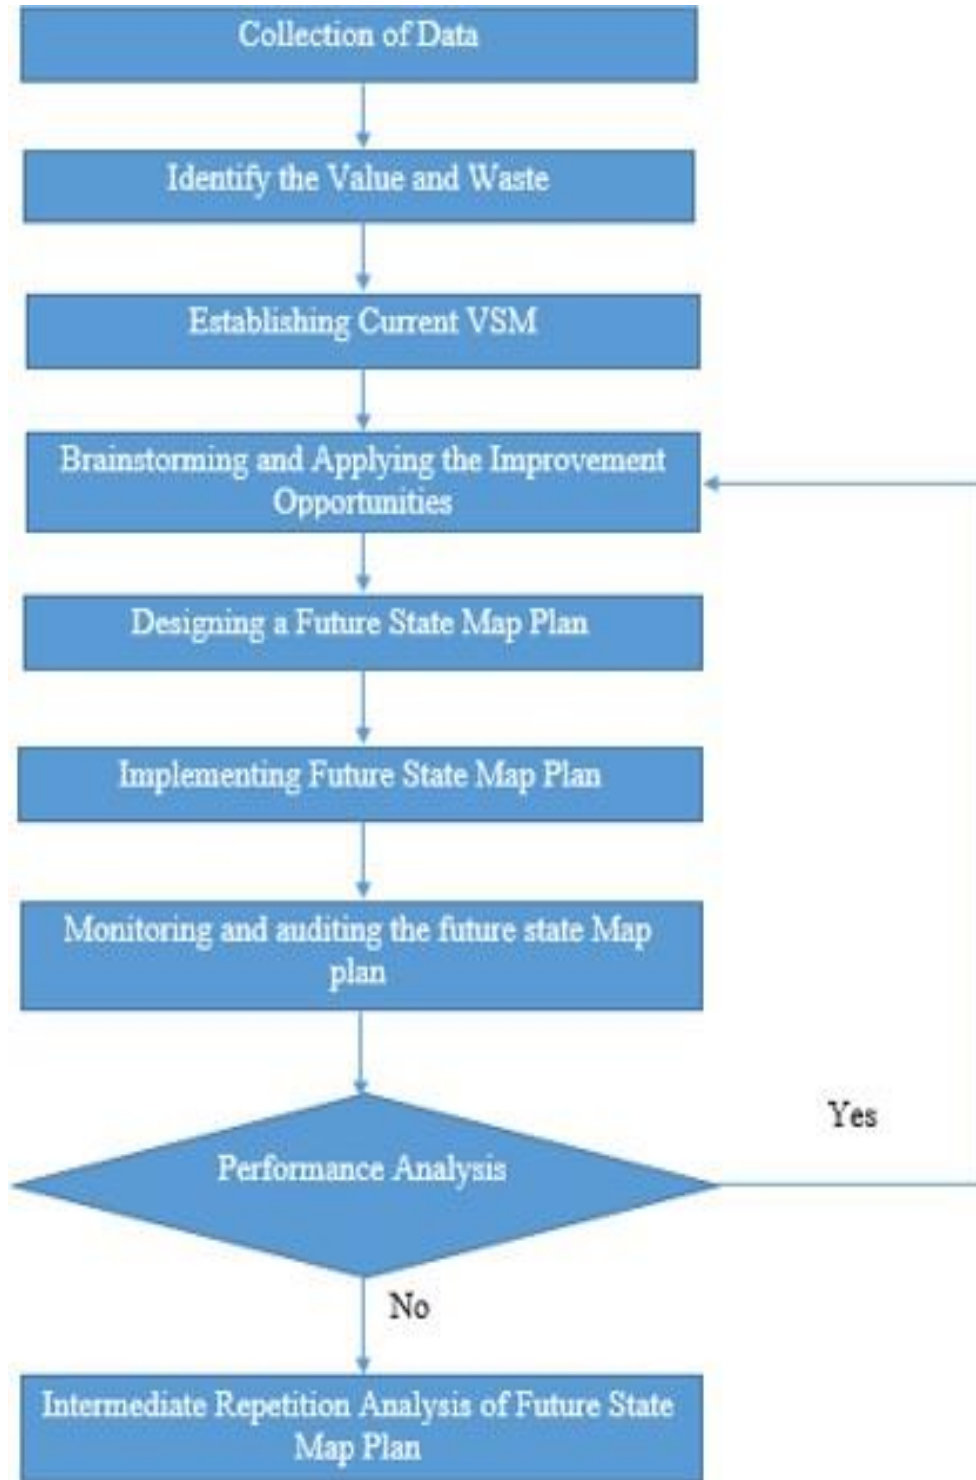 Collection of Data
Identify the Value and Waste
Establishing Current VSM
Brainstorming and Applying the Improvement
Opportunities
Designing a Future State Map Plan
Implementing Future State Map Plan
Monitoring and auditing the future state Map
plan
Yes
Performance Analysis
No
Intermediate Repetition Analysis of Future State
Map Plan